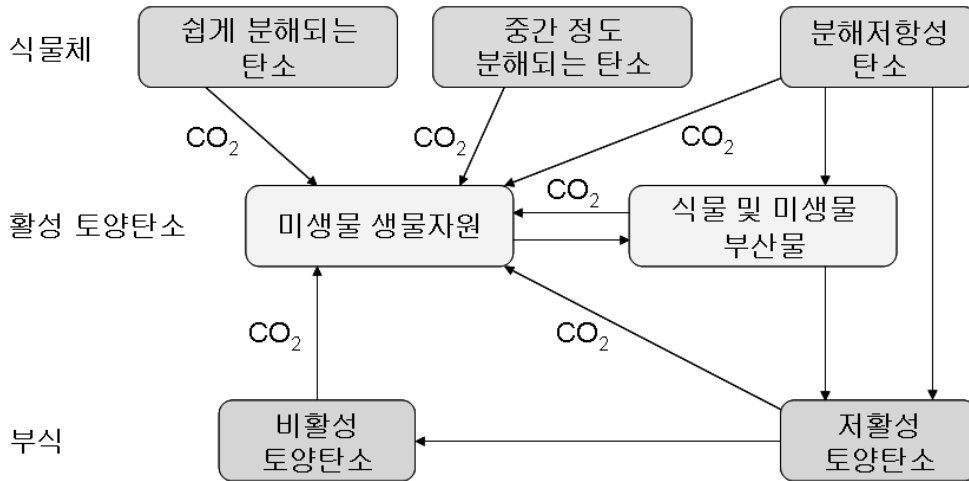 식물체
쉽게 분해되는
탄소
중간 정도
분해되는 탄소
분해저항성
탄소
CO₂
CO₂
CO₂
활성 토양탄소
미생물 생물자원
CO₂
식물 및 미생물
부산물
CO₂
CO₂
부식
비활성
토양탄소
저활성
토양탄소